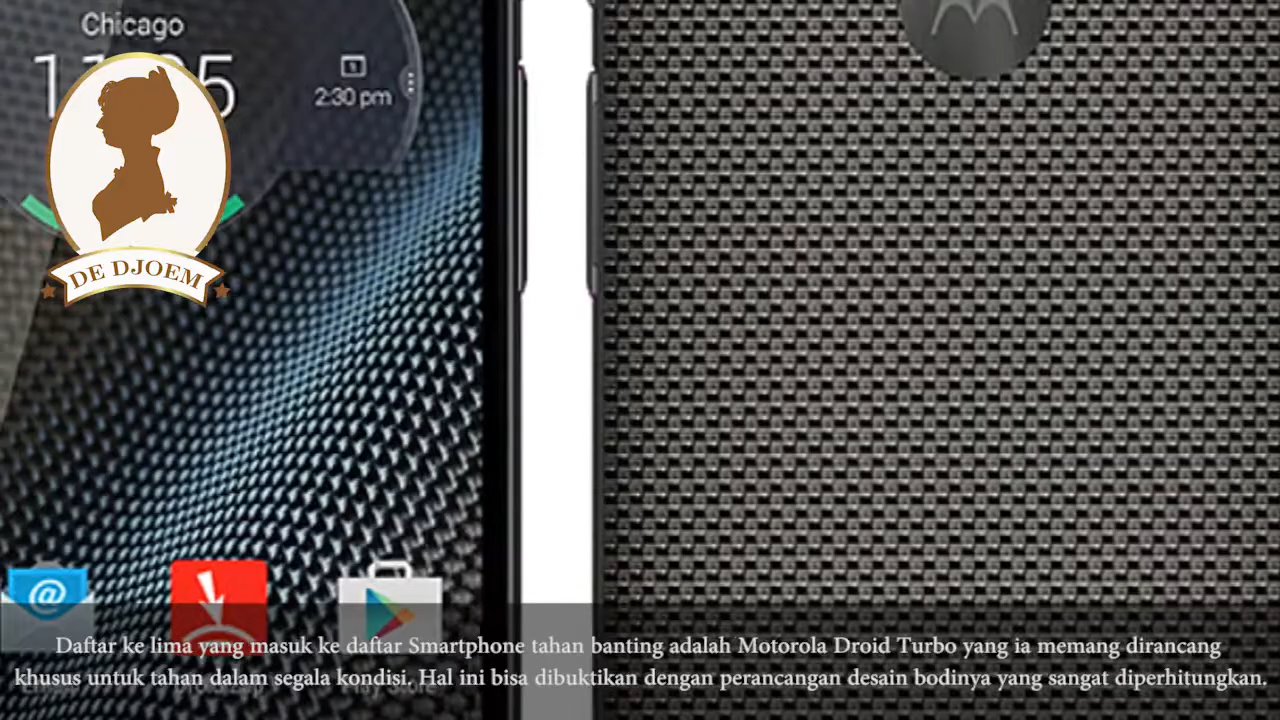 Chicago
2:30 pm
DE DJOEM
@
Daftar ke lima yang masuk ke daftar Smartphone tahan banting adalah Motorola Droid Turbo yang ia memang dirancang
khusus untuk tahan dalam segala kondisi. Hal ini bisa dibuktikan dengan perancangan desain bodinya yang sangat diperhitungkan.
Play Store